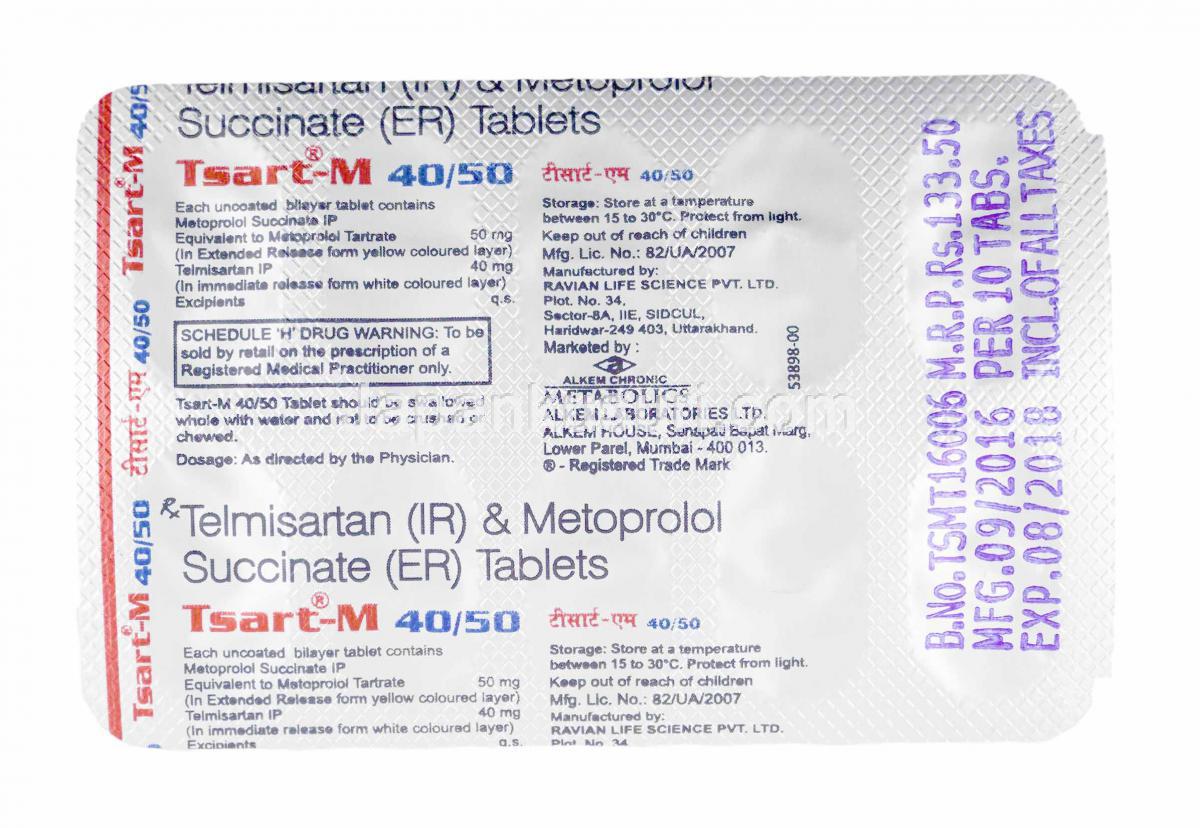 Telmisartan (IR) & Metoprolol
Succinate (ER) Tablets
Tsart®-M 40/50
Each uncoated bilayer tablet contains
Metoprolol Succinate IP
Equivalent to Metoprolol Tartrate 50 mg
(In Extended Release form yellow coloured layer)
Telmisartan IP 40 mg
(In immediate release form white coloured layer)
Excipients q.s.
SCHEDULE 'H' DRUG WARNING: To be
sold by retail on the prescription of a
Registered Medical Practitioner only.
Tsart-M 40/50 Tablet should be swallowed
whole with water and not to be crushed or
chewed.
Dosage: As directed by the Physician.
टीसार्ट-एम 40/50
Storage: Store at a temperature
between 15 to 30°C. Protect from light.
Keep out of reach of children
Mfg. Lic. No.: 82/UA/2007
Manufactured by:
RAVIAN LIFE SCIENCE PVT. LTD.
Plot. No. 34,
Sector-8A, IIE, SIDCUL,
Haridwar-249 403, Uttarakhand.
Marketed by :
ALKEM CHRONIC
METABOLICS
ALKEM LABORATORIES LTD.
ALKEM HOUSE, Senapati Bapat Marg,
Lower Parel, Mumbai - 400 013.
® - Registered Trade Mark
53898-00
Rx Telmisartan (IR) & Metoprolol
Succinate (ER) Tablets
Tsart®-M 40/50
Each uncoated bilayer tablet contains
Metoprolol Succinate IP
Equivalent to Metoprolol Tartrate 50 mg
(In Extended Release form yellow coloured layer)
Telmisartan IP 40 mg
(In immediate release form white coloured layer)
Excipients q.s.
टीसार्ट-एम 40/50
Storage: Store at a temperature
between 15 to 30°C. Protect from light.
Keep out of reach of children
Mfg. Lic. No.: 82/UA/2007
Manufactured by:
RAVIAN LIFE SCIENCE PVT. LTD.
Plot. No. 34
Tsart®-M 40/50 टीसार्ट-एम 40/50 Tsart®-M 40/5
B.No.TSMT16006 M.R.P.Rs.133.50
MFG.09/2016 PER 10 TABS.
EXP.08/2018 INCLOFALLTAXES